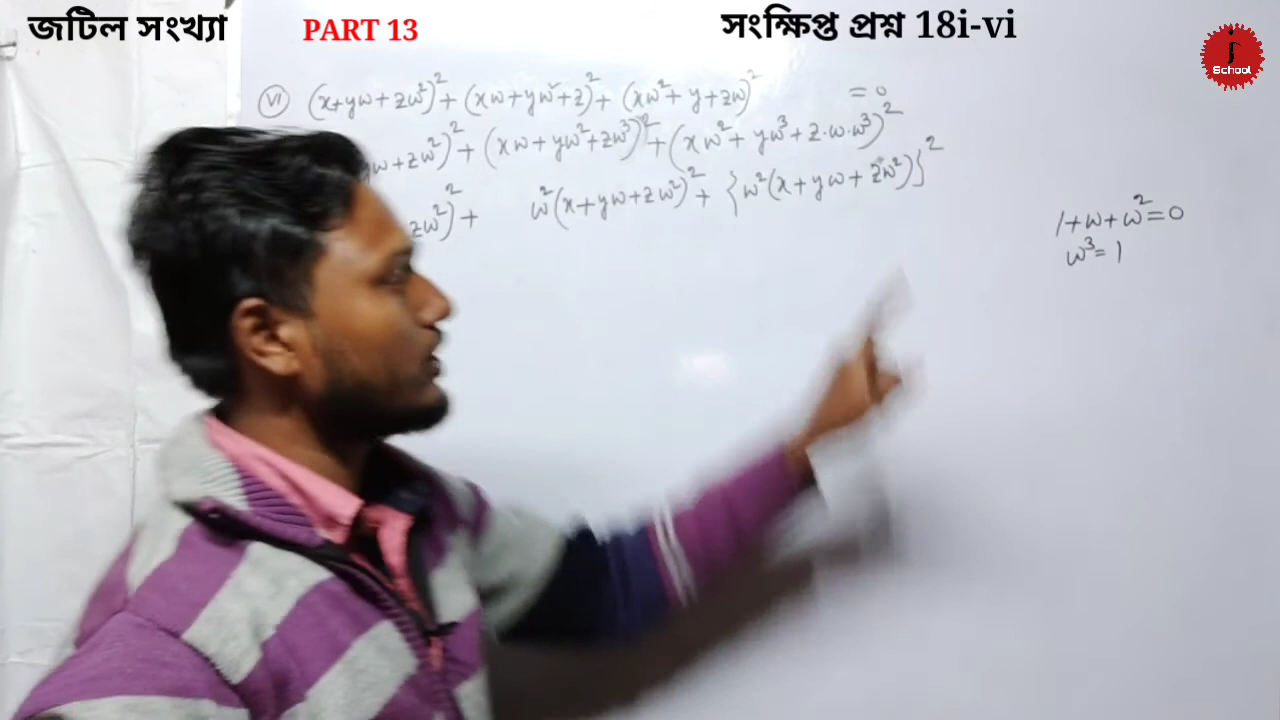 জটিল সংখ্যা PART 13 সংক্ষিপ্ত প্রশ্ন 18i-vi
School
(vi) (x+yω+zω²)²+(xω+yω²+z)²+(xω²+y+zω)² =0
yω+zω²)²+(xω+yω²+zω³)²+(xω²+yω³+z·ω·ω³)²
zω²)²+ ω²(x+yω+zω²)²+{ω²(x+yω+zω²)}²
1+ω+ω²=0
ω³=1